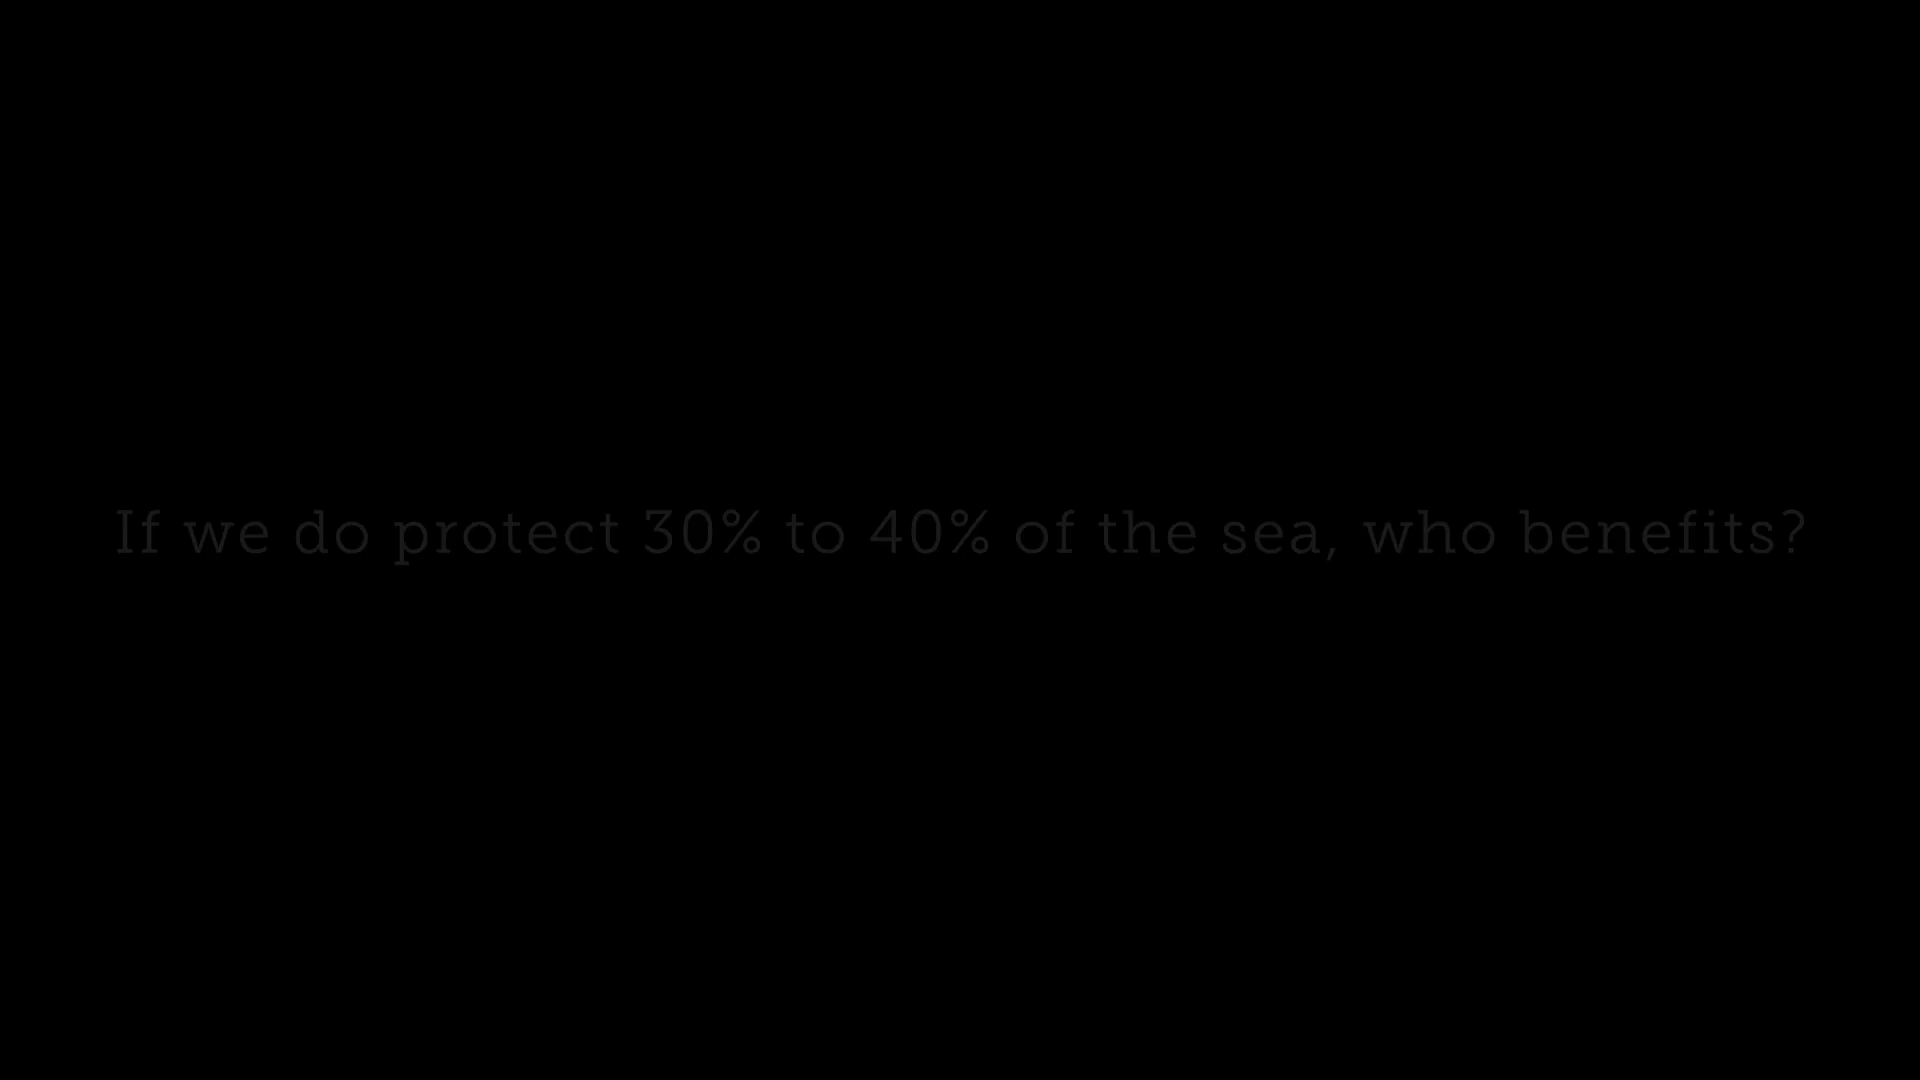 If we do protect 30% to 40% of the sea, who benefits?